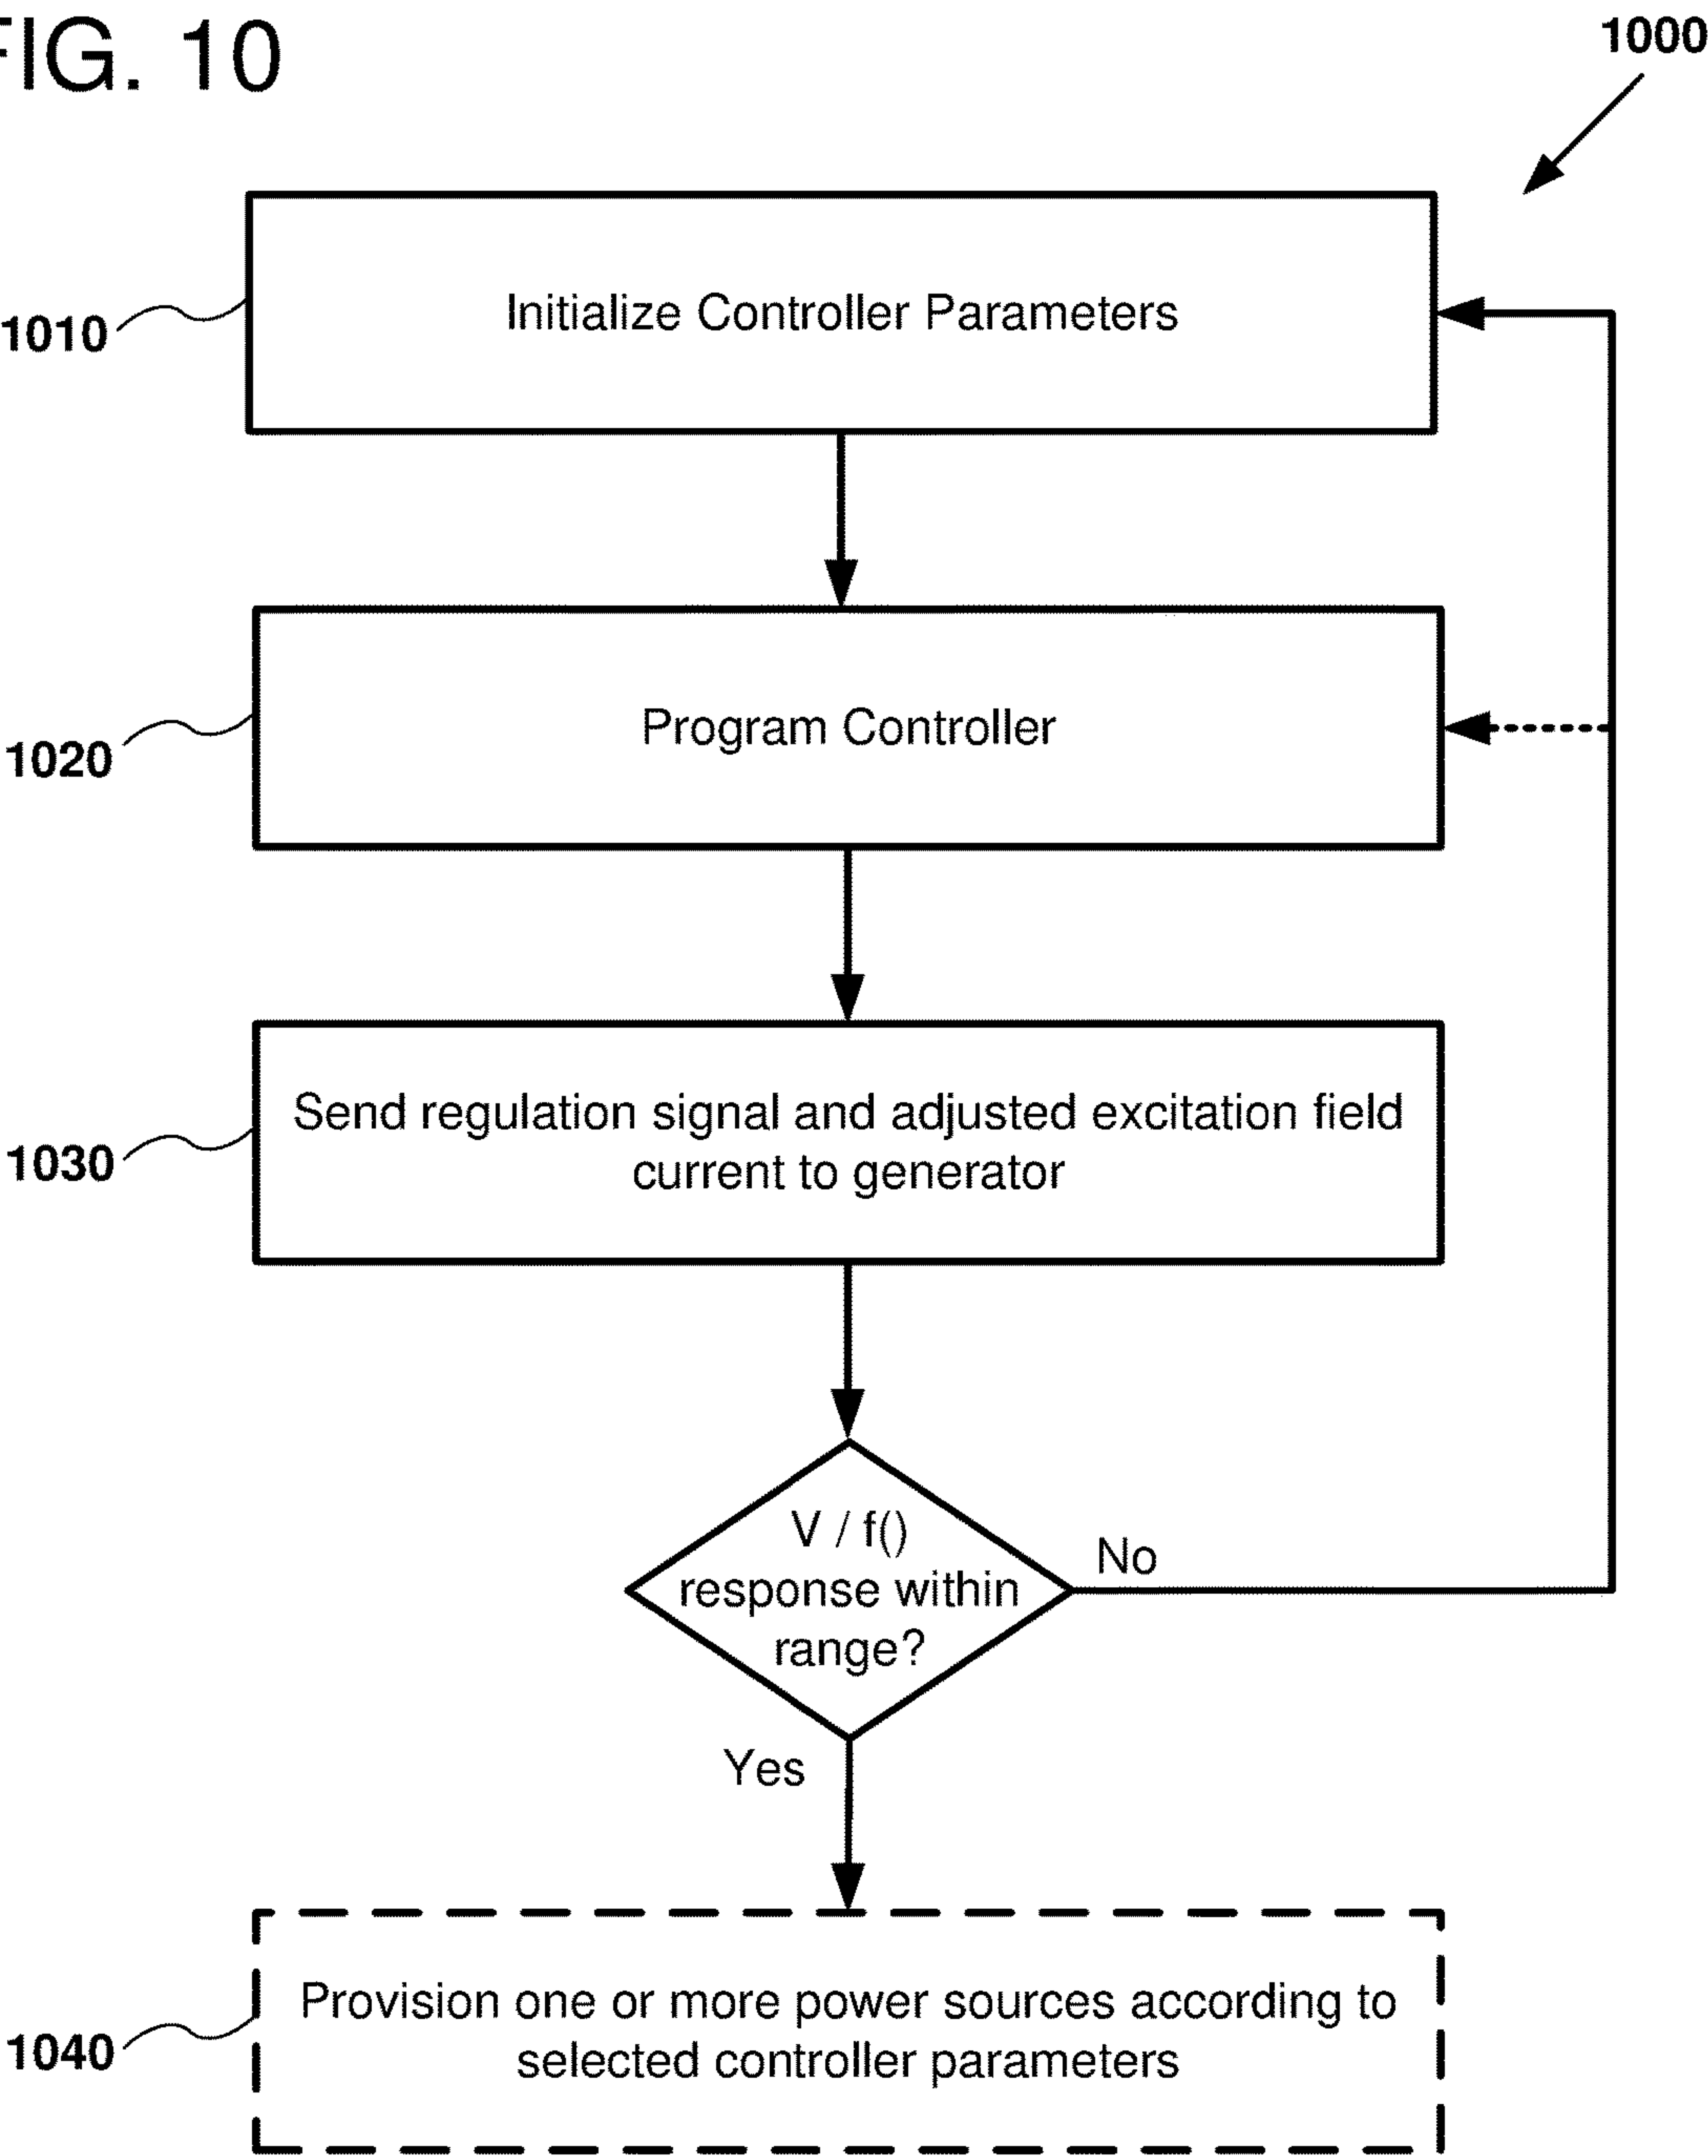 FIG. 10
1000
Initialize Controller Parameters
1010
Program Controller
1020
Send regulation signal and adjusted excitation field
current to generator
1030
V / f()
response within
range?
No
Yes
Provision one or more power sources according to
selected controller parameters
1040